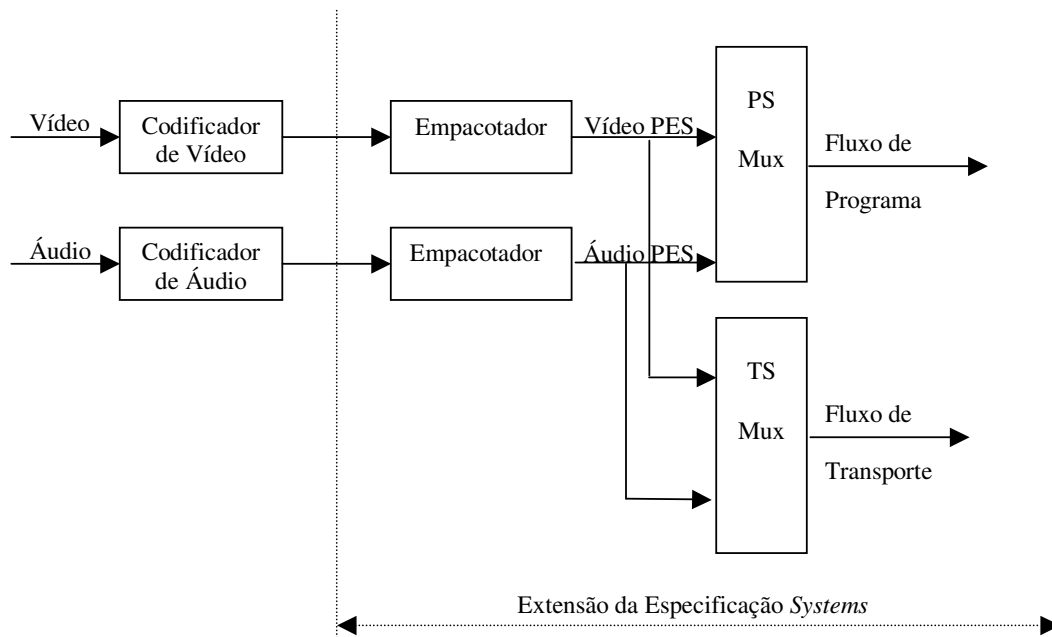 Vídeo
Codificador
de Vídeo
Empacotador
Vídeo PES
PS
Mux
Fluxo de
Programa
Áudio
Codificador
de Áudio
Empacotador
Áudio PES
TS
Mux
Fluxo de
Transporte
Extensão da Especificação Systems